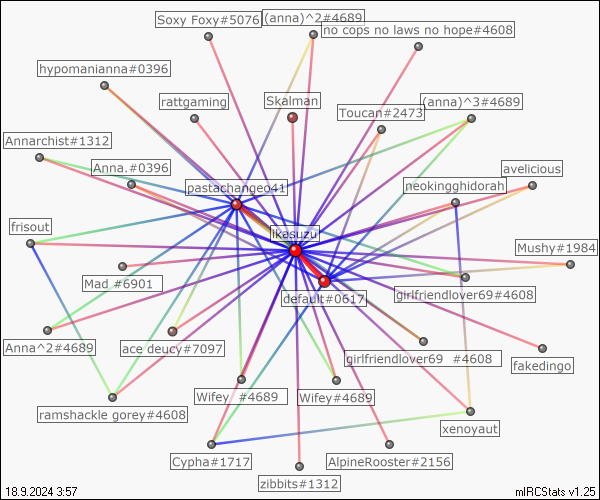 Soxy Foxy#5076
(anna)^2#4689
no cops no laws no hope#4608
hypomanianna#0396
rattgaming
Skalman
Toucan#2473
(anna)^3#4689
Annarchist#1312
Anna.#0396
pastachangeo41
neokingghidorah
avelicious
frisout
ikasuzu
Mushy#1984
Mad_#6901
default#0617
girlfriendlover69#4608
Anna^2#4689
ace deucy#7097
girlfriendlover69 #4608
fakedingo
ramshackle gorey#4608
Wifey #4689
Wifey#4689
xenoyaut
Cypha#1717
AlpineRooster#2156
zibbits#1312
18.9.2024 3:57
mIRCStats v1.25